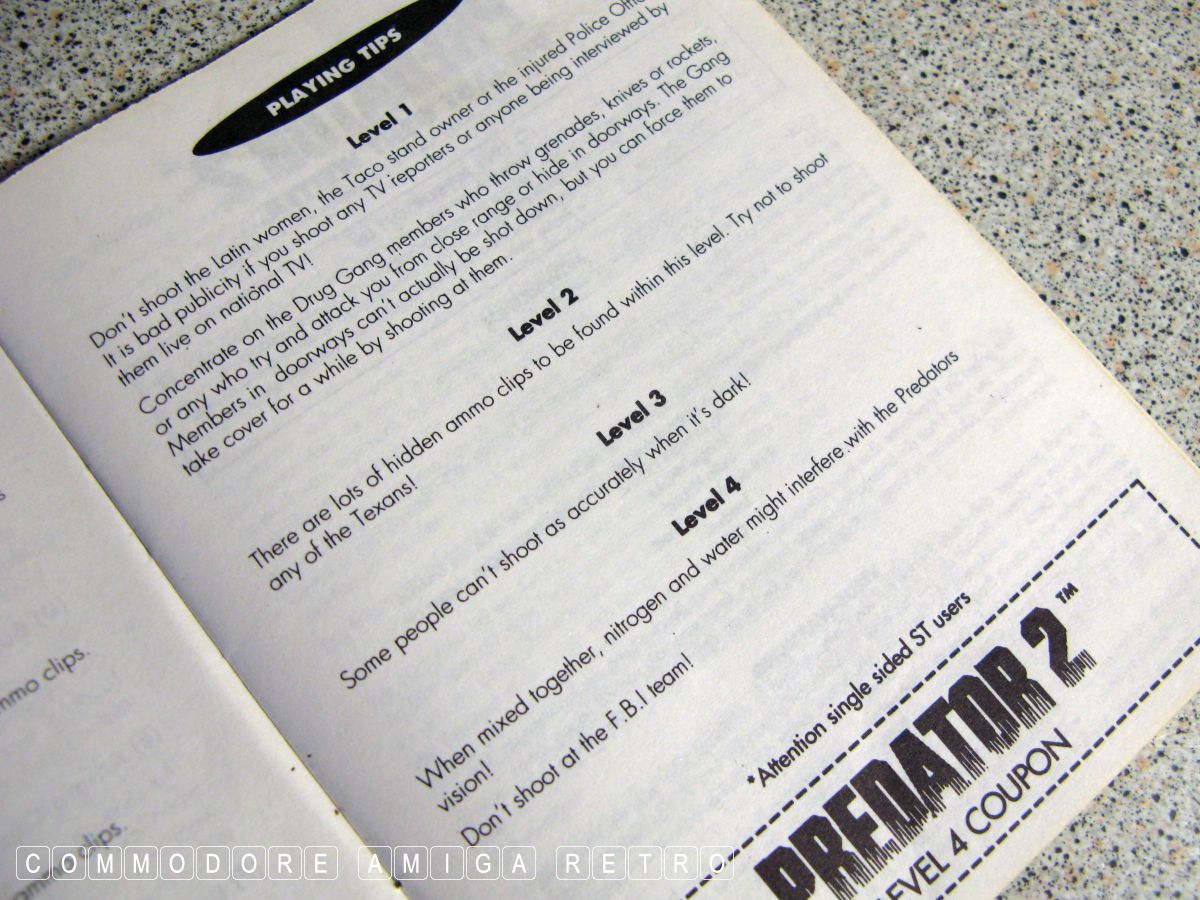 PLAYING TIPS
Level 1
Don't shoot the Latin women, the Taco stand owner or the injured Police
It is bad publicity if you shoot any TV reporters or anyone being interviewed by
them live on national TV!
Concentrate on the Drug Gang members who throw grenades, knives or rockets,
or any who try and attack you from close range or hide in doorways. The Gang
Members in doorways can't actually be shot down, but you can force them to
take cover for a while by shooting at them.
Level 2
There are lots of hidden ammo clips to be found within this level. Try not to shoot
any of the Texans!
Level 3
Some people can't shoot as accurately when it's dark!
Level 4
When mixed together, nitrogen and water might interfere with the Predators
vision!
Don't shoot at the F.B.I team!
*Attention single sided ST users
PREDATOR 2™
LEVEL 4 COUPON
clips.
clips.
COMMODORE AMIGA RETRO